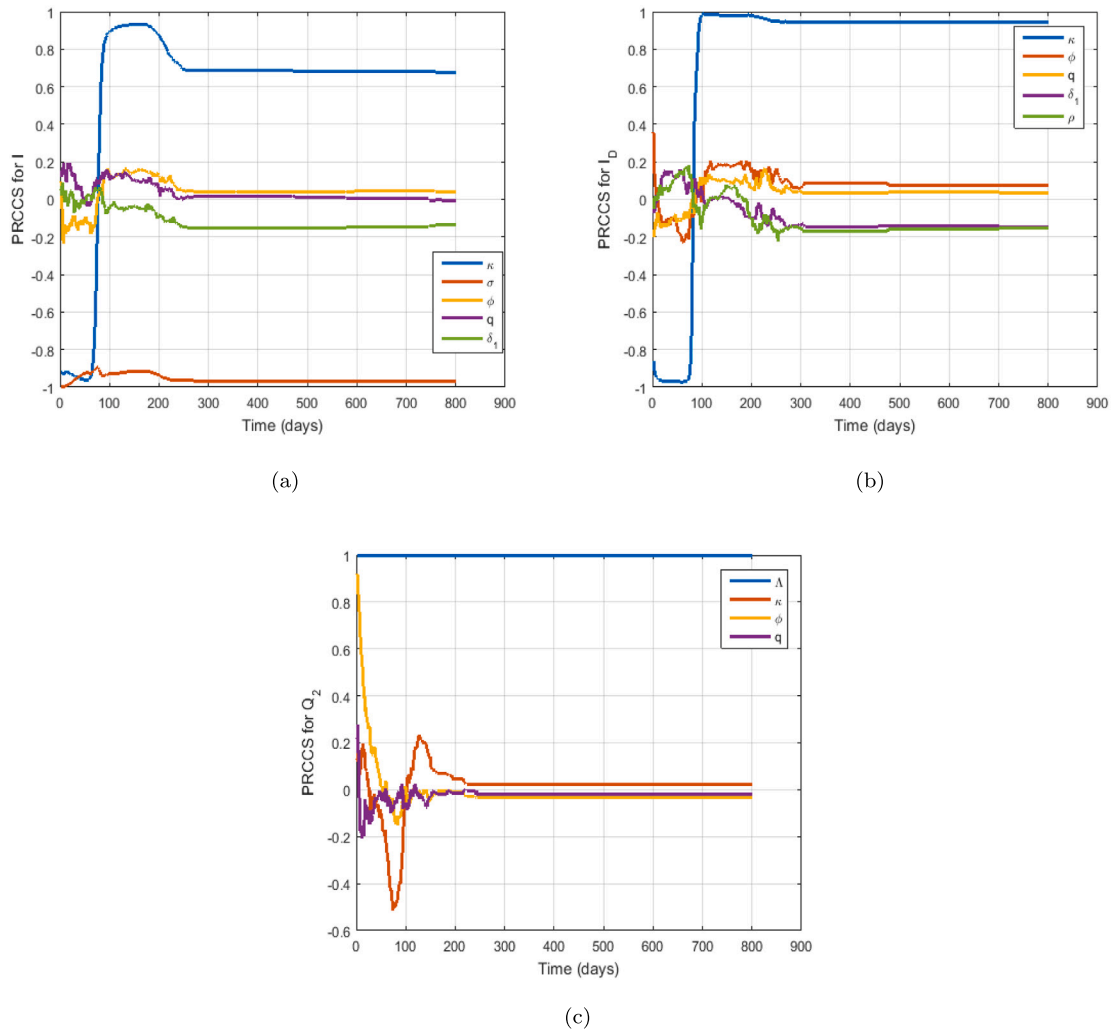 PRCCS for I
1
0.8
0.6
0.4
0.2
0
-0.2
-0.4
-0.6
-0.8
-1
0 100 200 300 400 500 600 700 800 900
Time (days)
κ
σ
ϕ
q
δ1
(a)
PRCCS for ID
1
0.8
0.6
0.4
0.2
0
-0.2
-0.4
-0.6
-0.8
-1
0 100 200 300 400 500 600 700 800 900
Time (days)
κ
ϕ
q
δ1
ρ
(b)
PRCCS for Q2
1
0.8
0.6
0.4
0.2
0
-0.2
-0.4
-0.6
0 100 200 300 400 500 600 700 800 900
Time (days)
Λ
κ
ϕ
q
(c)